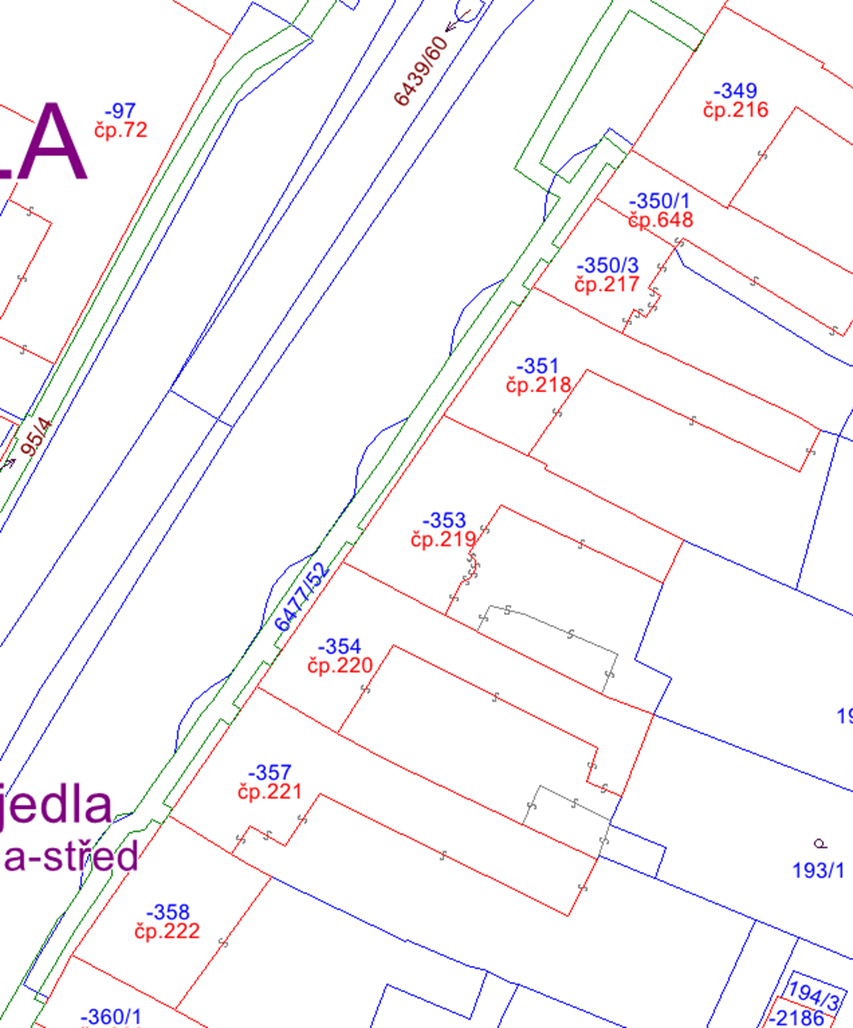 6439/60
-97
čp.72
LA
-349
čp.216
-350/1
čp.648
-350/3
čp.217
-351
čp.218
95/4
-353
čp.219
6477/52
-354
čp.220
19
-357
čp.221
jedla
a-střed
193/1
-358
čp.222
194/3
-2186
-360/1